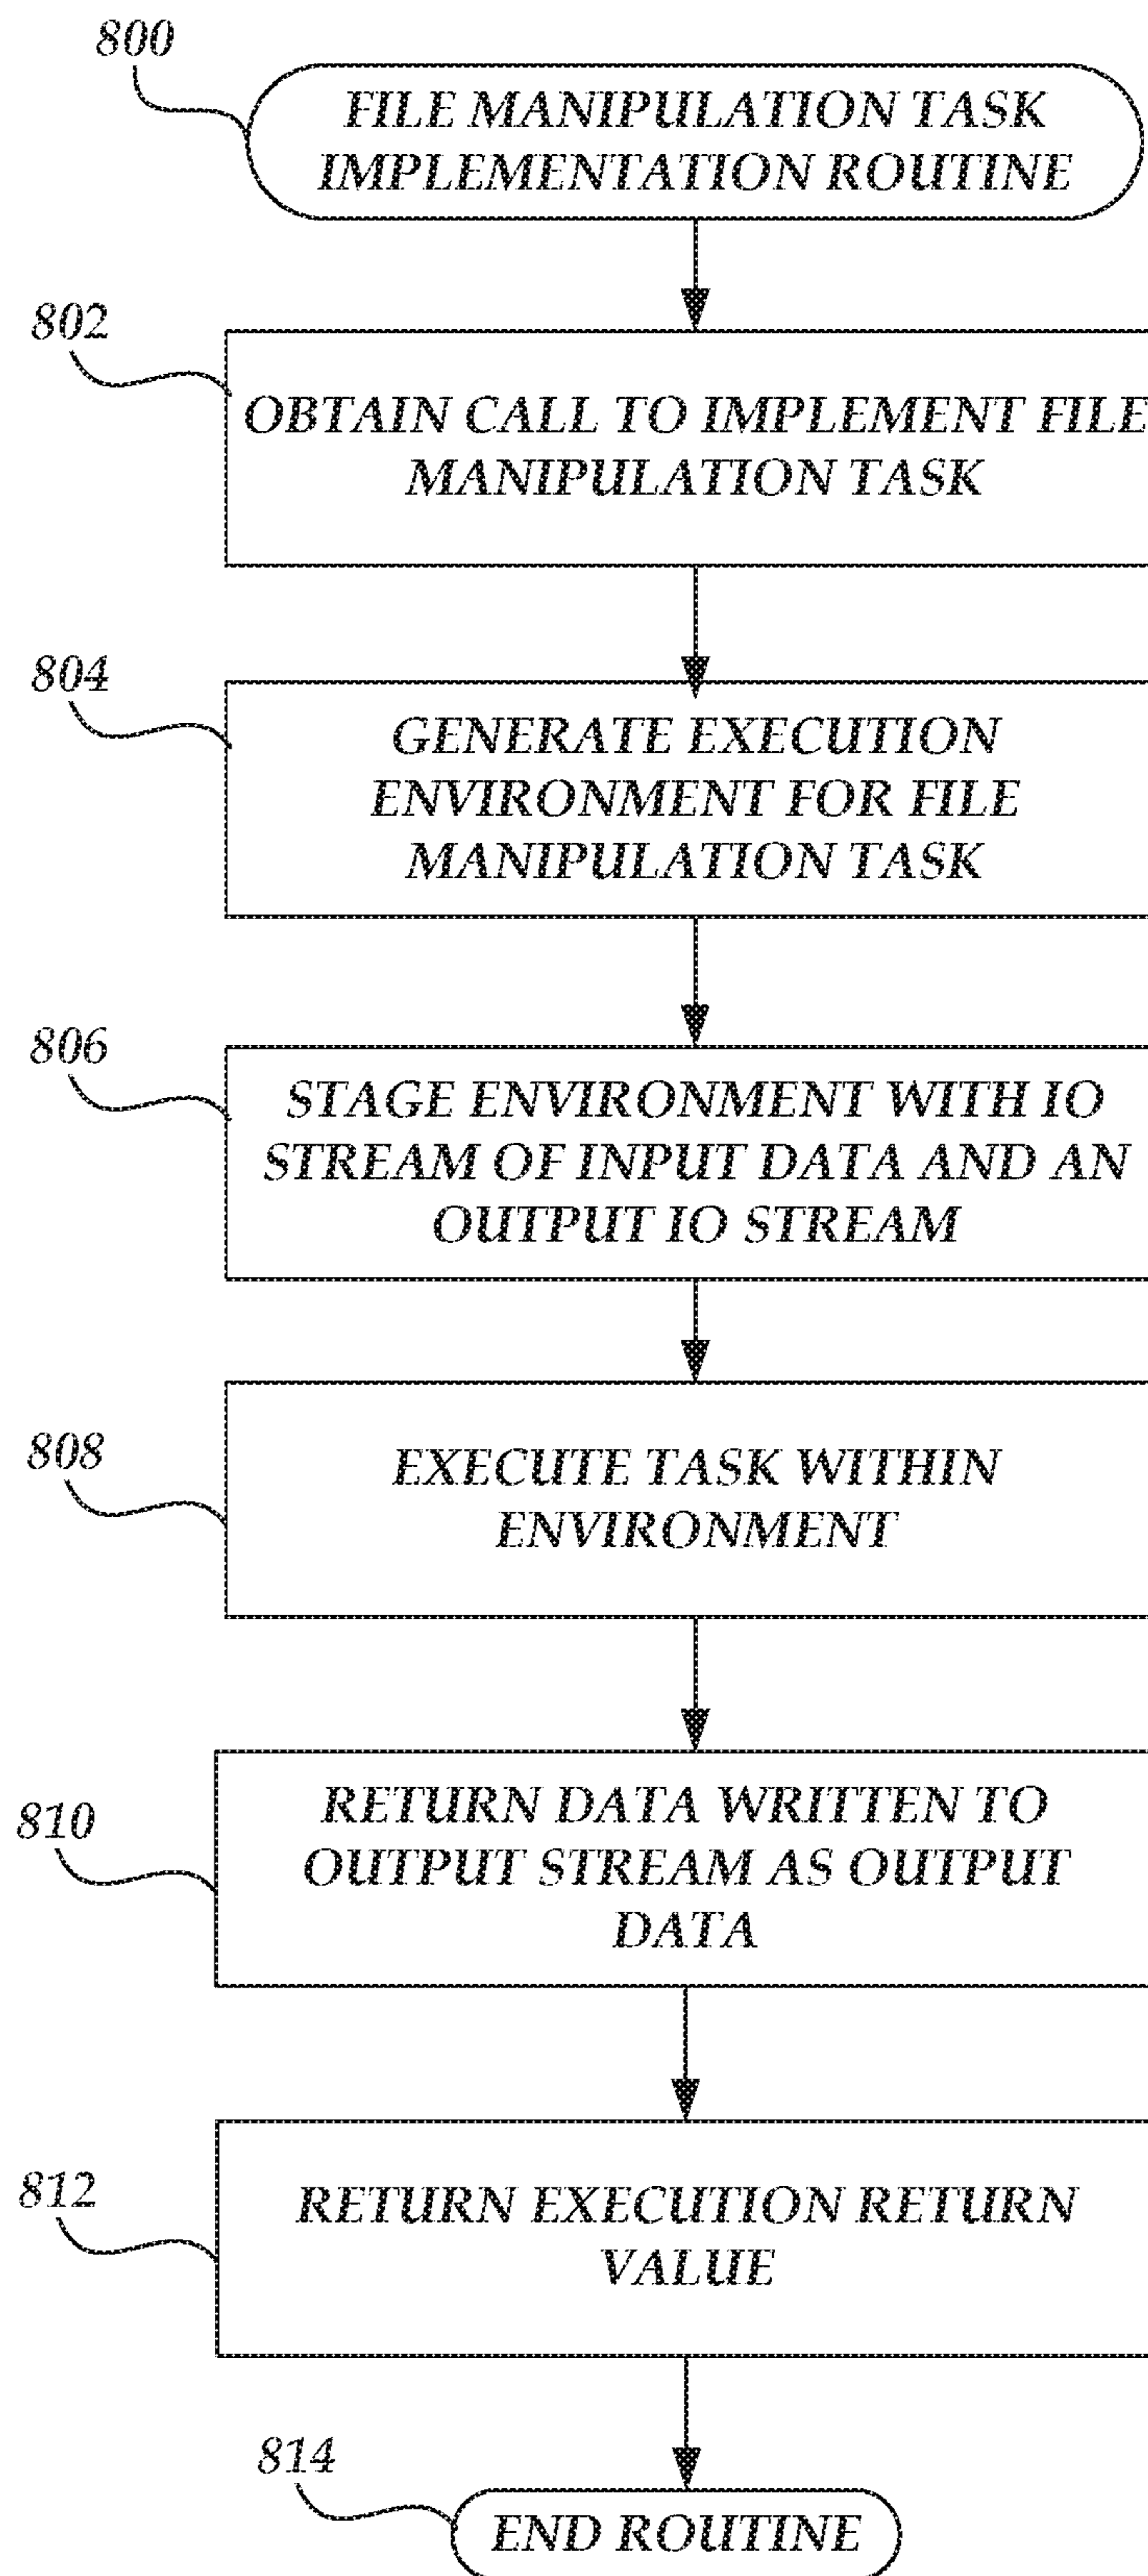 800
FILE MANIPULATION TASK
IMPLEMENTATION ROUTINE
802
OBTAIN CALL TO IMPLEMENT FILE
MANIPULATION TASK
804
GENERATE EXECUTION
ENVIRONMENT FOR FILE
MANIPULATION TASK
806
STAGE ENVIRONMENT WITH IO
STREAM OF INPUT DATA AND AN
OUTPUT IO STREAM
808
EXECUTE TASK WITHIN
ENVIRONMENT
810
RETURN DATA WRITTEN TO
OUTPUT STREAM AS OUTPUT
DATA
812
RETURN EXECUTION RETURN
VALUE
814
END ROUTINE